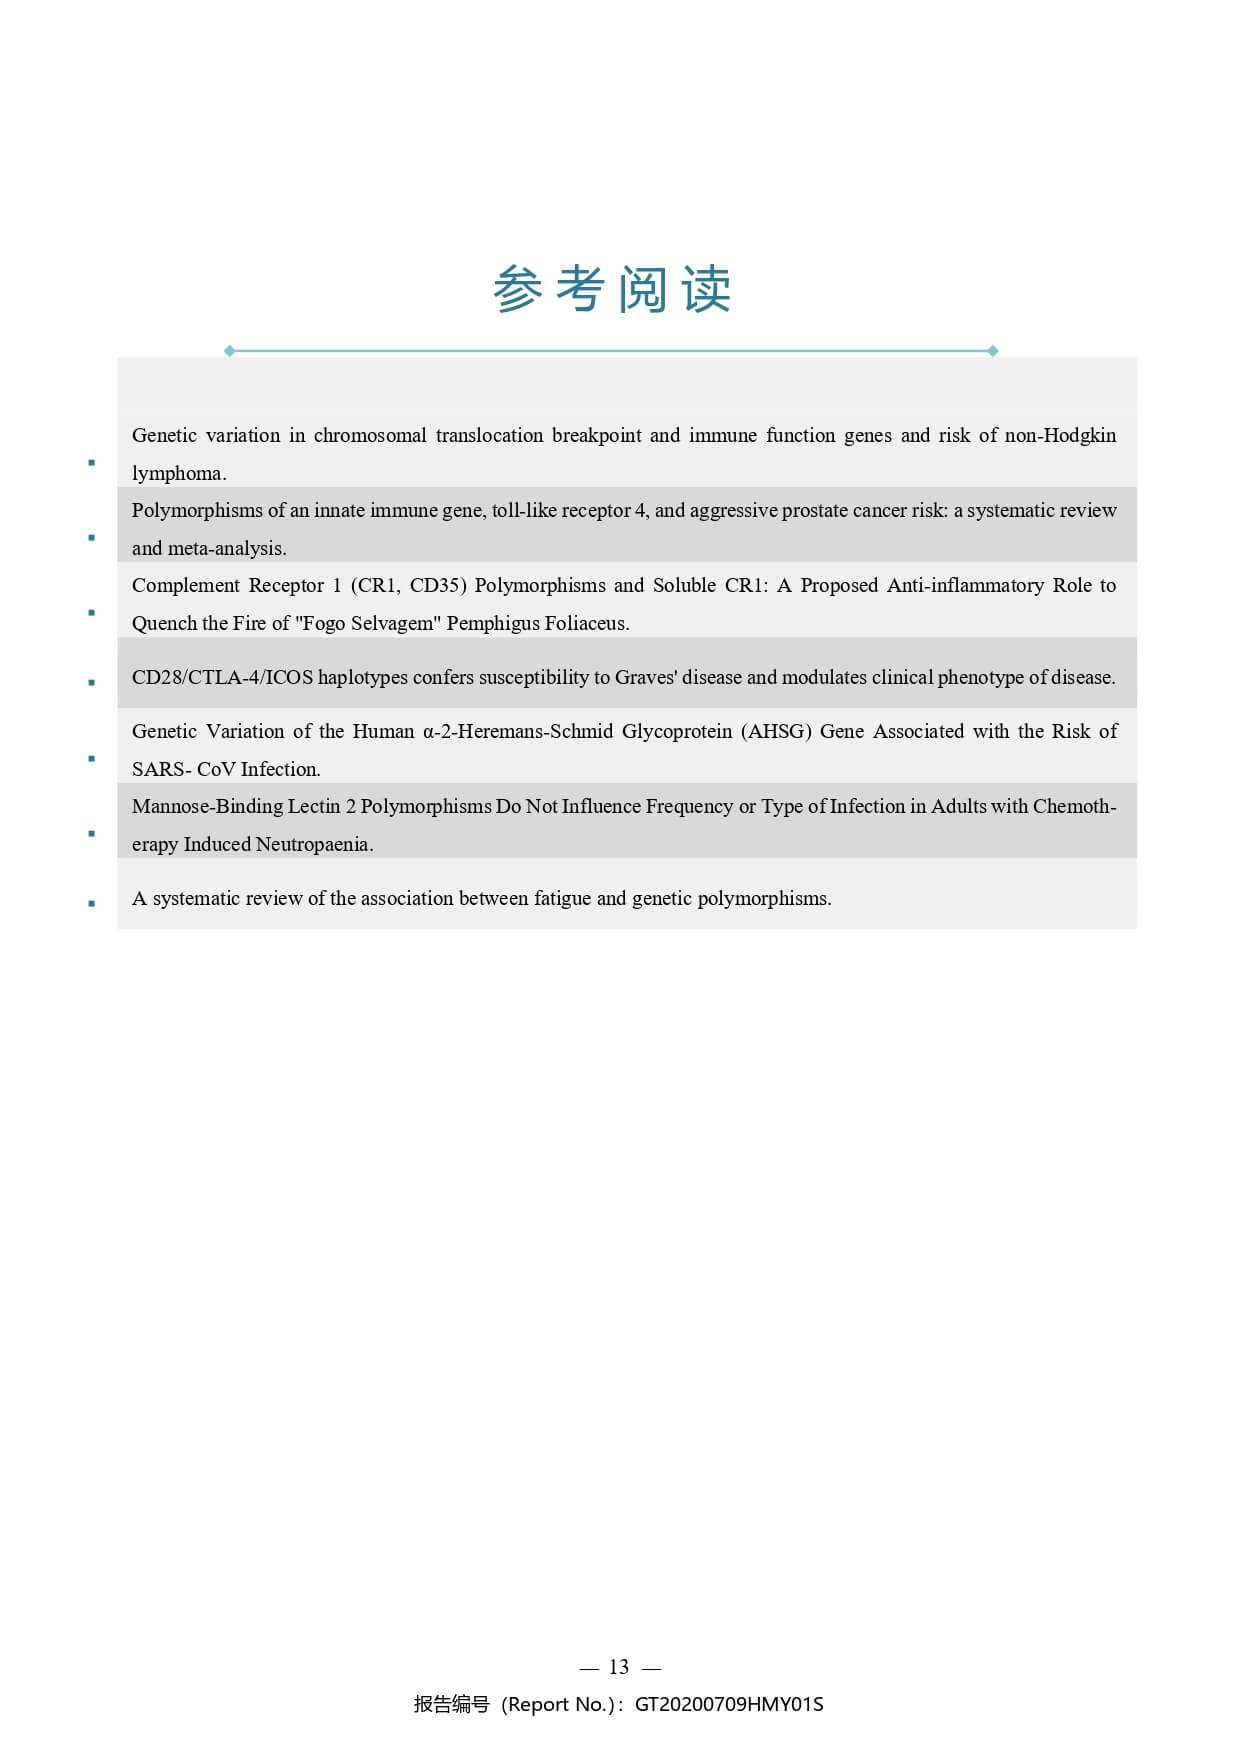 参考阅读
Genetic variation in chromosomal translocation breakpoint and immune function genes and risk of non-Hodgkin
lymphoma.
Polymorphisms of an innate immune gene, toll-like receptor 4, and aggressive prostate cancer risk: a systematic review
and meta-analysis.
Complement Receptor 1 (CR1, CD35) Polymorphisms and Soluble CR1: A Proposed Anti-inflammatory Role to
Quench the Fire of "Fogo Selvagem" Pemphigus Foliaceus.
CD28/CTLA-4/ICOS haplotypes confers susceptibility to Graves' disease and modulates clinical phenotype of disease.
Genetic Variation of the Human α-2-Heremans-Schmid Glycoprotein (AHSG) Gene Associated with the Risk of
SARS- CoV Infection.
Mannose-Binding Lectin 2 Polymorphisms Do Not Influence Frequency or Type of Infection in Adults with Chemoth-
erapy Induced Neutropaenia.
A systematic review of the association between fatigue and genetic polymorphisms.
— 13 —
报告编号 (Report No.): GT20200709HMY01S